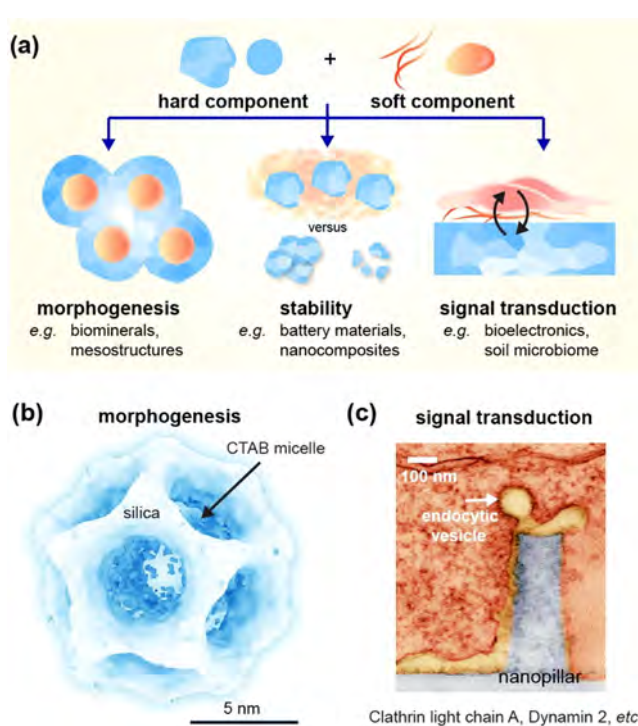 (a)
+
hard component
soft component
versus
morphogenesis
e.g. biominerals,
mesostructures
stability
e.g. battery materials,
nanocomposites
signal transduction
e.g. bioelectronics,
soil microbiome
(b)
morphogenesis
CTAB micelle
silica
5 nm
(c)
signal transduction
100 nm
endocytic
vesicle
nanopillar
Clathrin light chain A, Dynamin 2, etc